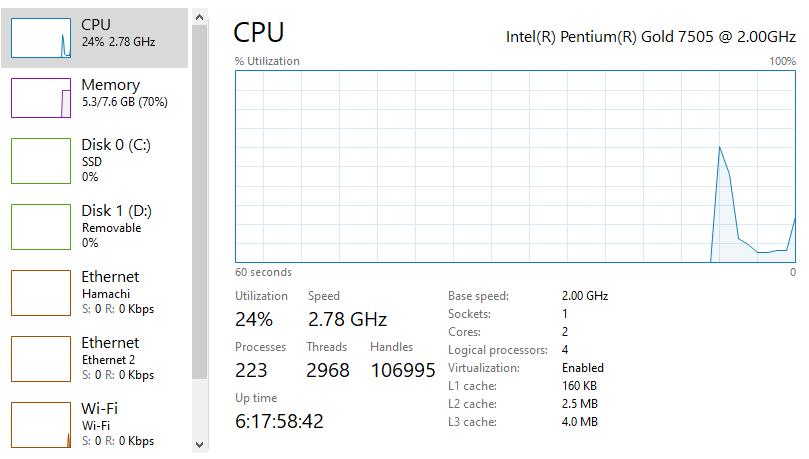 CPU
24% 2.78 GHz
Memory
5.3/7.6 GB (70%)
Disk 0 (C:)
SSD
0%
Disk 1 (D:)
Removable
0%
Ethernet
Hamachi
S: 0 R: 0 Kbps
Ethernet
Ethernet 2
S: 0 R: 0 Kbps
Wi-Fi
Wi-Fi
S: 0 R: 0 Kbps
CPU
Intel(R) Pentium(R) Gold 7505 @ 2.00GHz
% Utilization 100%
60 seconds 0
Utilization Speed
24% 2.78 GHz
Processes Threads Handles
223 2968 106995
Up time
6:17:58:42
Base speed: 2.00 GHz
Sockets: 1
Cores: 2
Logical processors: 4
Virtualization: Enabled
L1 cache: 160 KB
L2 cache: 2.5 MB
L3 cache: 4.0 MB